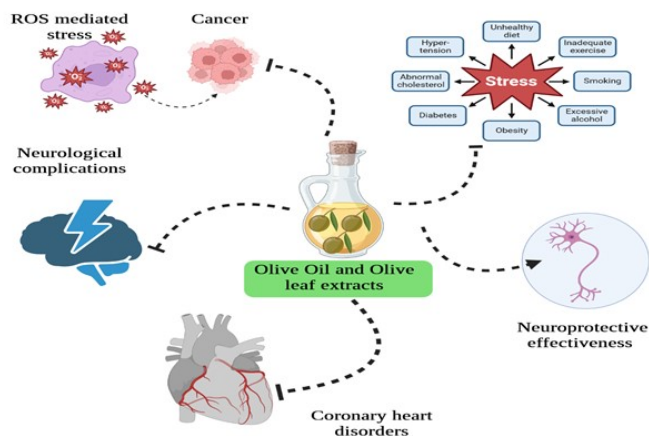 ROS mediated
stress
Cancer
Neurological
complications
Olive Oil and Olive
leaf extracts
Coronary heart
disorders
Unhealthy
diet
Hyper-
tension
Inadequate
exercise
Abnormal
cholesterol
Stress
Smoking
Diabetes
Excessive
alcohol
Obesity
Neuroprotective
effectiveness